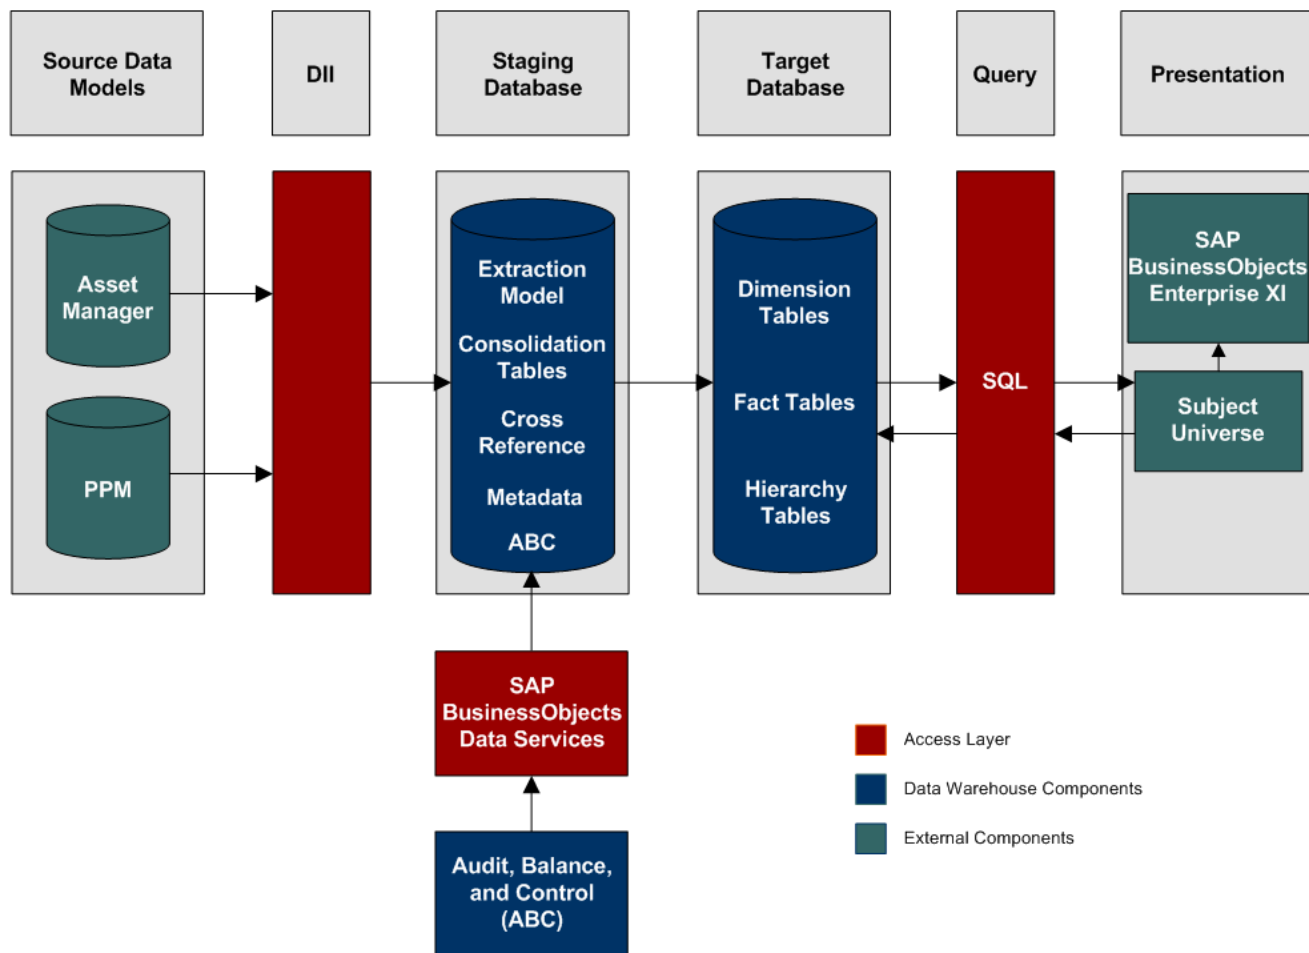 Source Data
Models
DII
Staging
Database
Target
Database
Query
Presentation
Asset
Manager
PPM
Extraction
Model
Consolidation
Tables
Cross
Reference
Metadata
ABC
Dimension
Tables
Fact Tables
Hierarchy
Tables
SQL
SAP
BusinessObjects
Enterprise XI
Subject
Universe
SAP
BusinessObjects
Data Services
Audit, Balance,
and Control
(ABC)
Access Layer
Data Warehouse Components
External Components